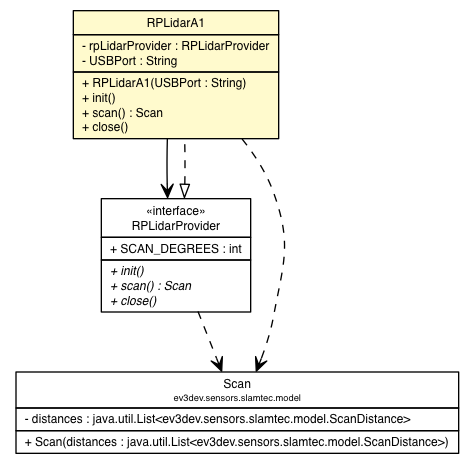 RPLidarA1
- rpLidarProvider : RPLidarProvider
- USBPort : String
+ RPLidarA1(USBPort : String)
+ init()
+ scan() : Scan
+ close()
«interface»
RPLidarProvider
+ SCAN_DEGREES : int
+ init()
+ scan() : Scan
+ close()
Scan
ev3dev.sensors.slamtec.model
- distances : java.util.List<ev3dev.sensors.slamtec.model.ScanDistance>
+ Scan(distances : java.util.List<ev3dev.sensors.slamtec.model.ScanDistance>)